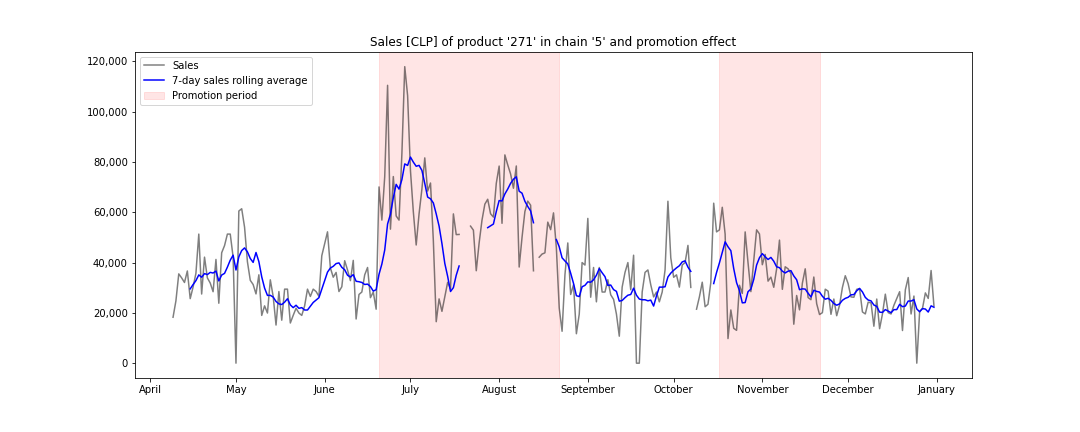 Sales [CLP] of product '271' in chain '5' and promotion effect
Sales
7-day sales rolling average
Promotion period
120,000
100,000
80,000
60,000
40,000
20,000
0
April May June July August September October November December January